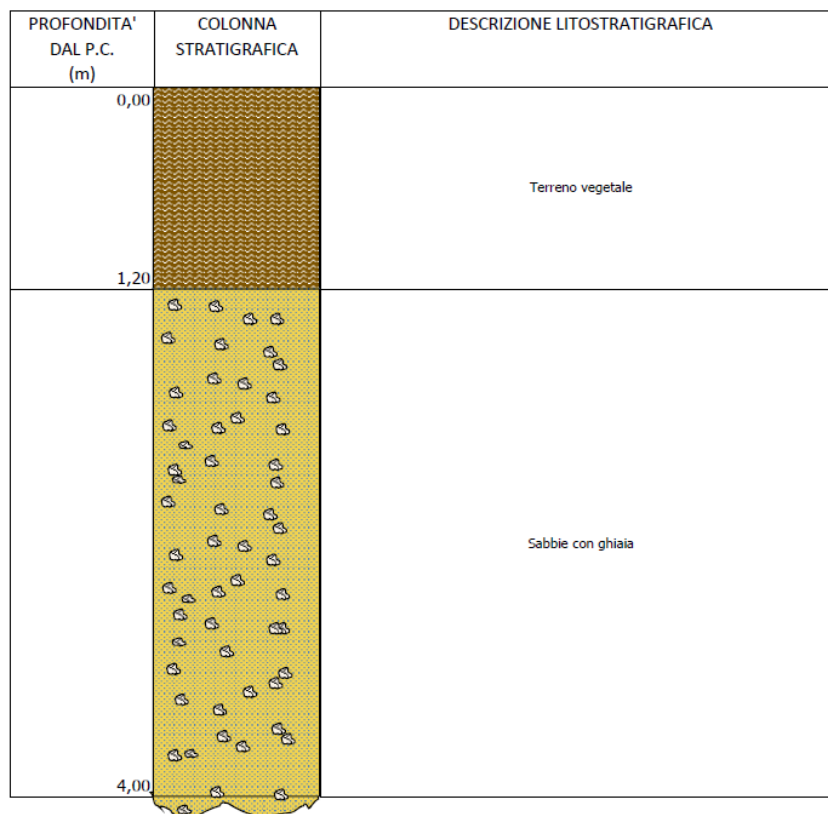 PROFONDITA'
DAL P.C.
(m)
COLONNA
STRATIGRAFICA
DESCRIZIONE LITOSTRATIGRAFICA
0,00
Terreno vegetale
1,20
Sabbie con ghiaia
4,00